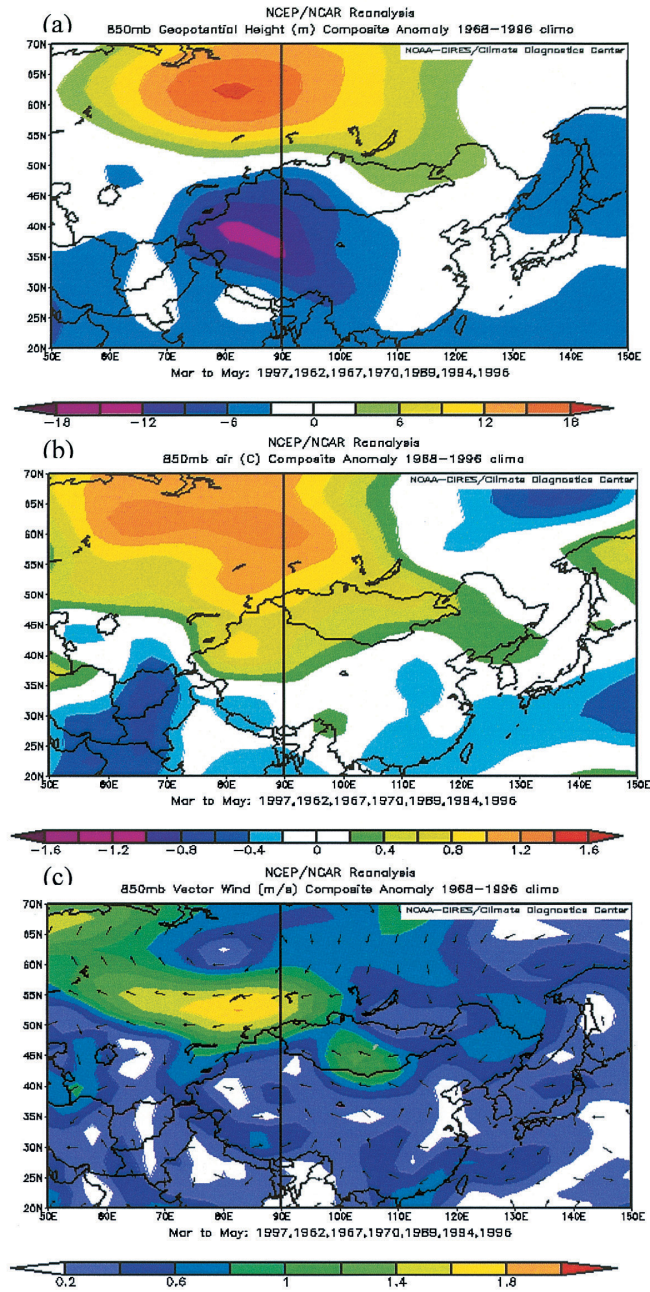 (a)
NCEP/NCAR Reanalysis
850mb Geopotential Height (m) Composite Anomaly 1968-1996 climo
NOAA-CIRES/Climate Diagnostics Center
70N
65N
60N
55N
50N
45N
40N
35N
30N
25N
20N
50E 60E 70E 80E 90E 100E 110E 120E 130E 140E 150E
Mar to May: 1997,1962,1967,1970,1989,1984,1996
-18 -12 -6 0 6 12 18
(b)
NCEP/NCAR Reanalysis
850mb air (C) Composite Anomaly 1968-1996 climo
NOAA-CIRES/Climate Diagnostics Center
70N
65N
60N
55N
50N
45N
40N
35N
30N
25N
20N
50E 60E 70E 80E 90E 100E 110E 120E 130E 140E 150E
Mar to May: 1997,1962,1967,1970,1989,1984,1996
-1.6 -1.2 -0.8 -0.4 0 0.4 0.8 1.2 1.6
(c)
NCEP/NCAR Reanalysis
850mb Vector Wind (m/s) Composite Anomaly 1968-1996 climo
NOAA-CIRES/Climate Diagnostics Center
70N
65N
60N
55N
50N
45N
40N
35N
30N
25N
20N
50E 60E 70E 80E 90E 100E 110E 120E 130E 140E 150E
Mar to May: 1997,1962,1967,1970,1989,1984,1996
0.2 0.6 1 1.4 1.8